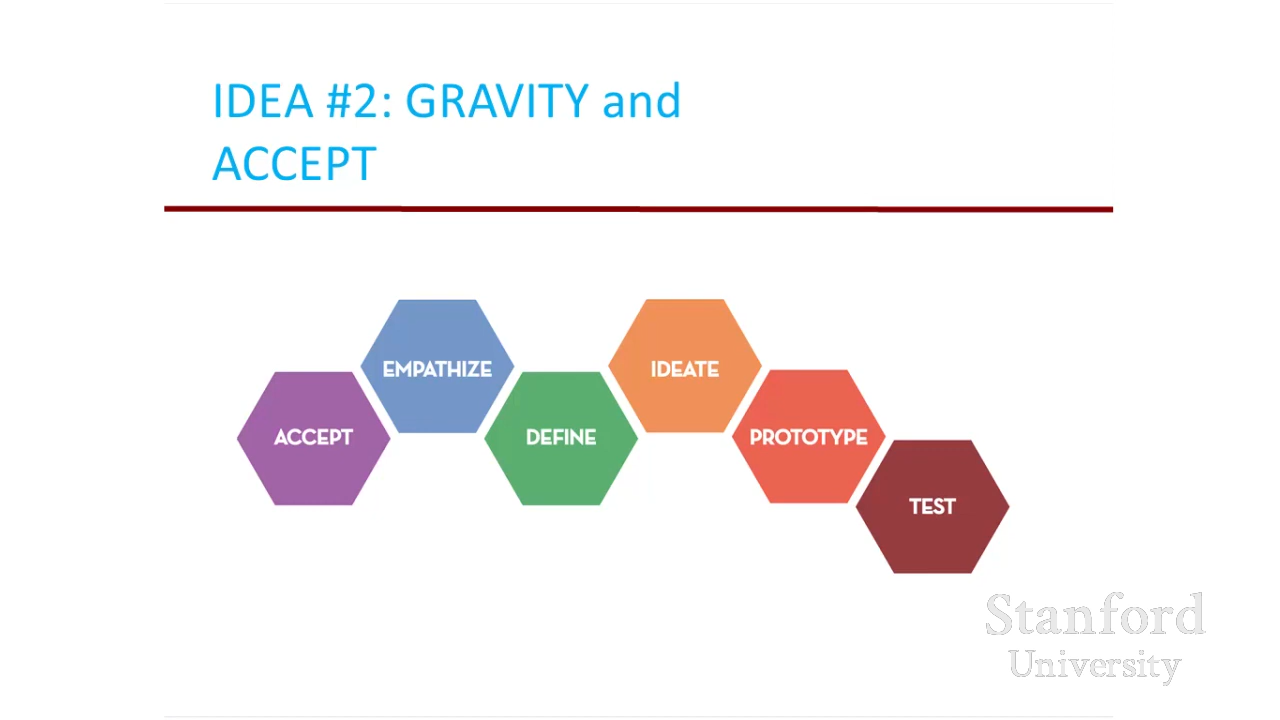 IDEA #2: GRAVITY and
ACCEPT
EMPATHIZE
IDEATE
ACCEPT
DEFINE
PROTOTYPE
TEST
Stanford
University